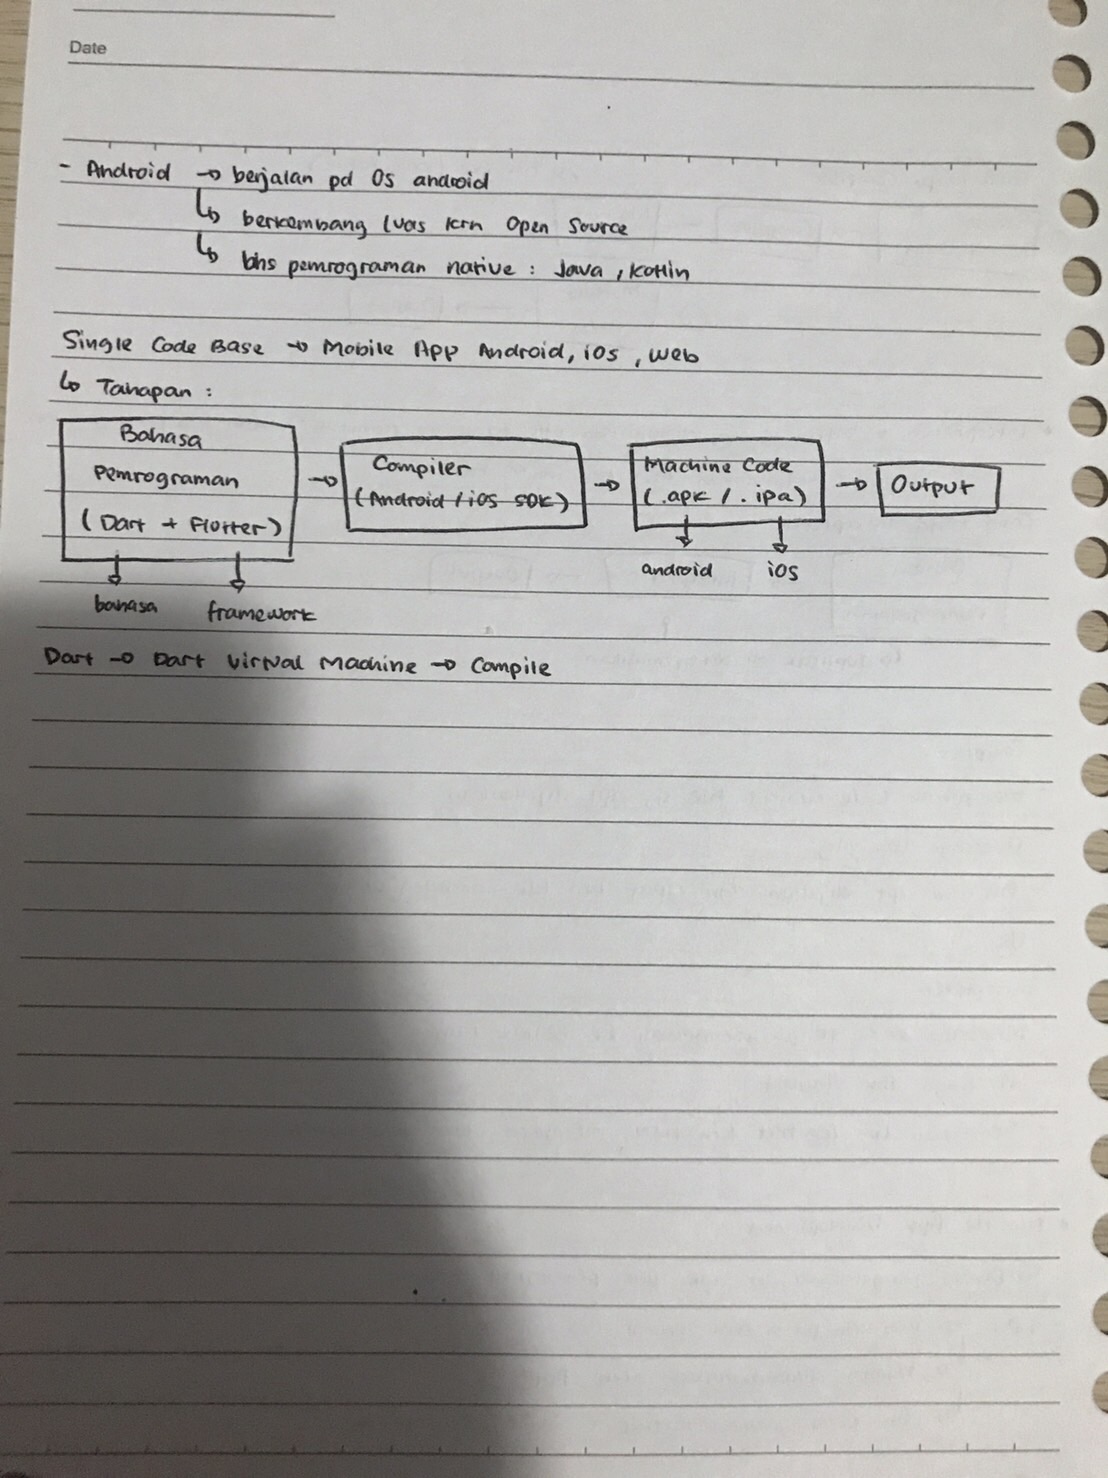 Date
- Android → berjalan pd OS android
↳ berkembang luas krn Open Source
↳ bhs pemrograman native : Java , Kotlin
Single Code Base → Mobile App Android, ios , web
↳ Tahapan :
Bahasa
Pemrograman
( Dart + Flutter )
bahasa framework
→ Compiler
(Android / ios SDK)
→ Machine Code
(.apk / .ipa)
android ios
→ Output
Dart → Dart Virtual Machine → Compile